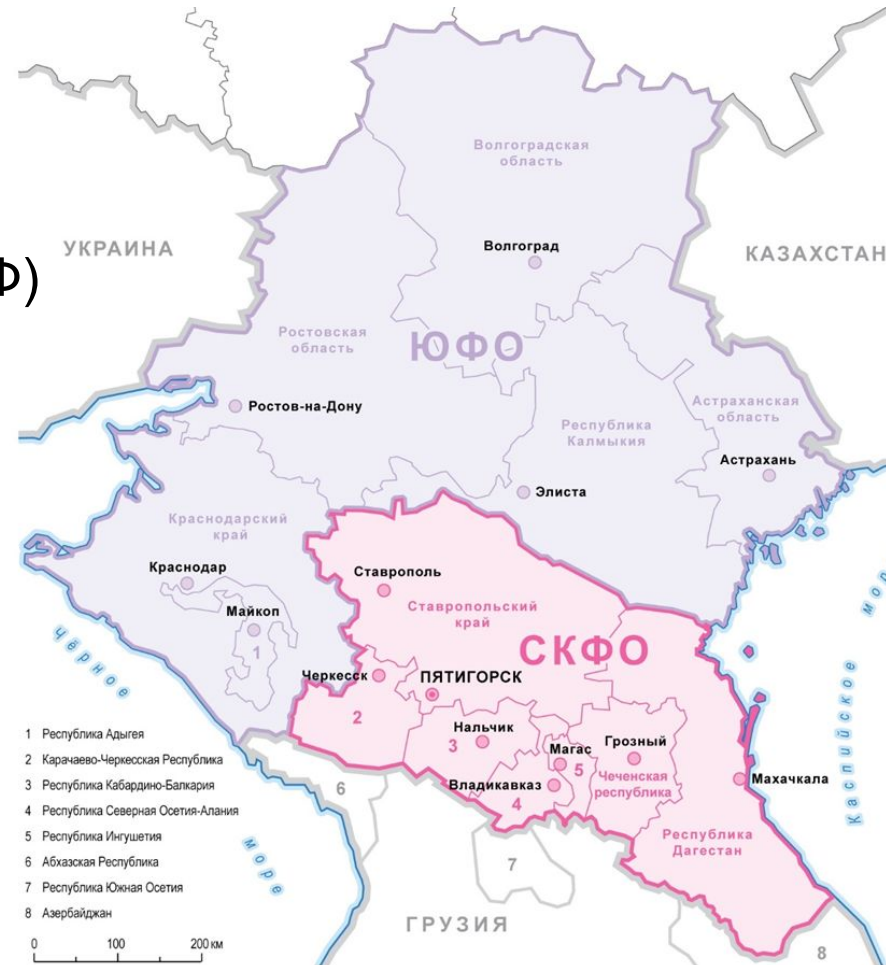 Волгоградская
область
УКРАИНА
Волгоград
КАЗАХСТАН
Ф)
Ростовская
область
ЮФО
Ростов-на-Дону
Республика
Калмыкия
Астраханская
область
Астрахань
Элиста
Краснодарский
край
Краснодар
Майкоп
1
Ставрополь
Ставропольский
край
СКФО
Чёрное
море
Черкесск
ПЯТИГОРСК
2
Нальчик
3
Магас
5
Грозный
Чеченская
республика
Владикавказ
4
Махачкала
Республика
Дагестан
Каспийское
мор
1 Республика Адыгея
2 Карачаево-Черкесская Республика
3 Республика Кабардино-Балкария
4 Республика Северная Осетия-Алания
5 Республика Ингушетия
6 Абхазская Республика
7 Республика Южная Осетия
8 Азербайджан
6
7
ГРУЗИЯ
8
0 100 200 км